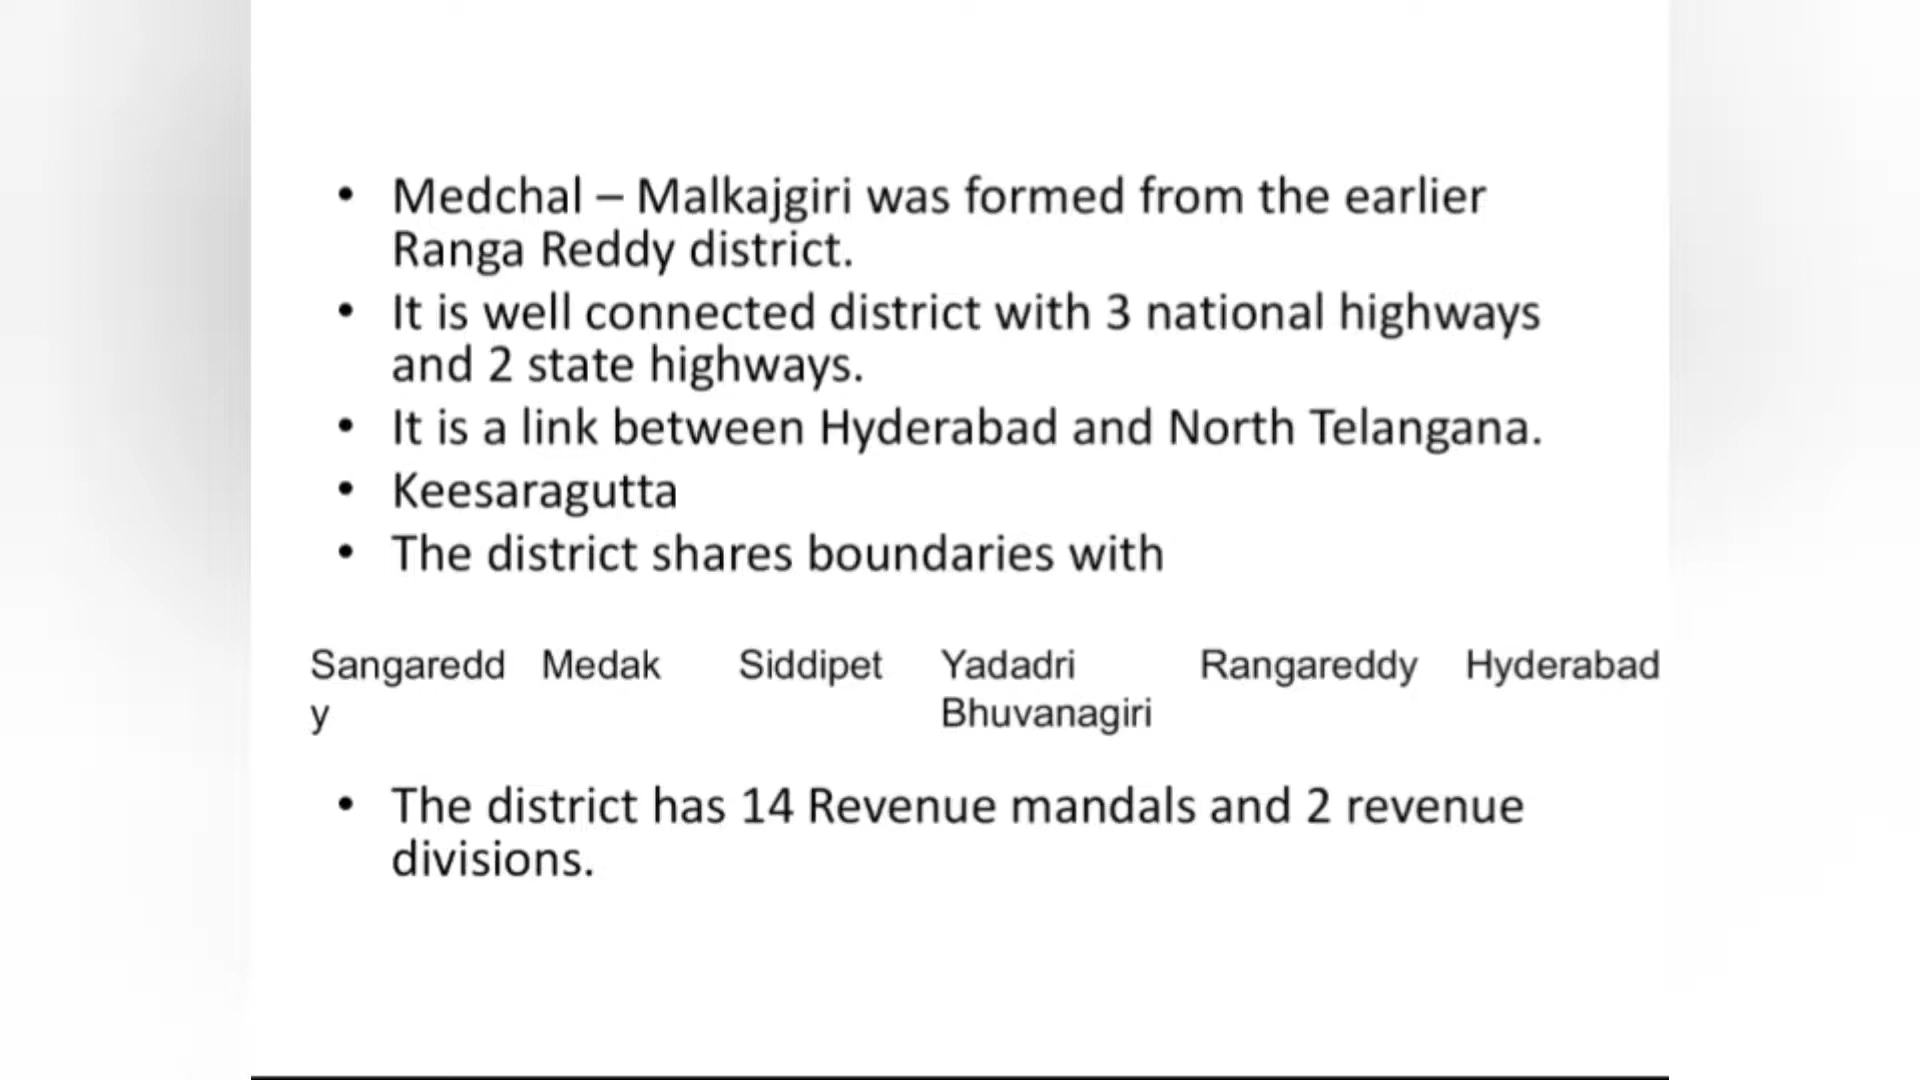 • Medchal – Malkajgiri was formed from the earlier
Ranga Reddy district.
• It is well connected district with 3 national highways
and 2 state highways.
• It is a link between Hyderabad and North Telangana.
• Keesaragutta
• The district shares boundaries with
Sangaredd Medak Siddipet Yadadri Rangareddy Hyderabad
y Bhuvanagiri
• The district has 14 Revenue mandals and 2 revenue
divisions.